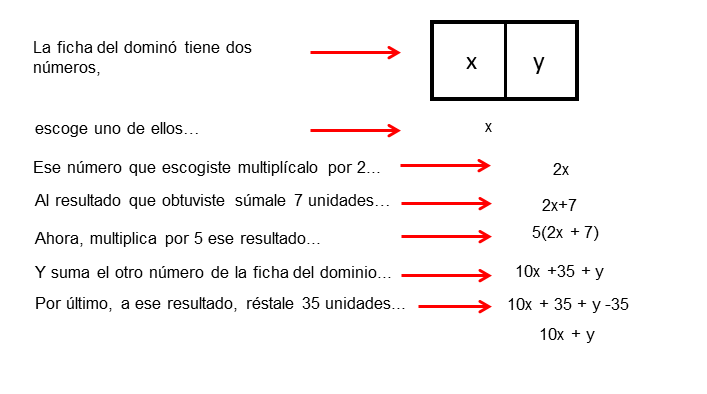 La ficha del dominó tiene dos
números,
x y
escoge uno de ellos…
x
Ese número que escogiste multiplícalo por 2…
2x
Al resultado que obtuviste súmale 7 unidades…
2x+7
Ahora, multiplica por 5 ese resultado…
5(2x + 7)
Y suma el otro número de la ficha del dominio…
10x +35 + y
Por último, a ese resultado, réstale 35 unidades…
10x + 35 + y -35
10x + y